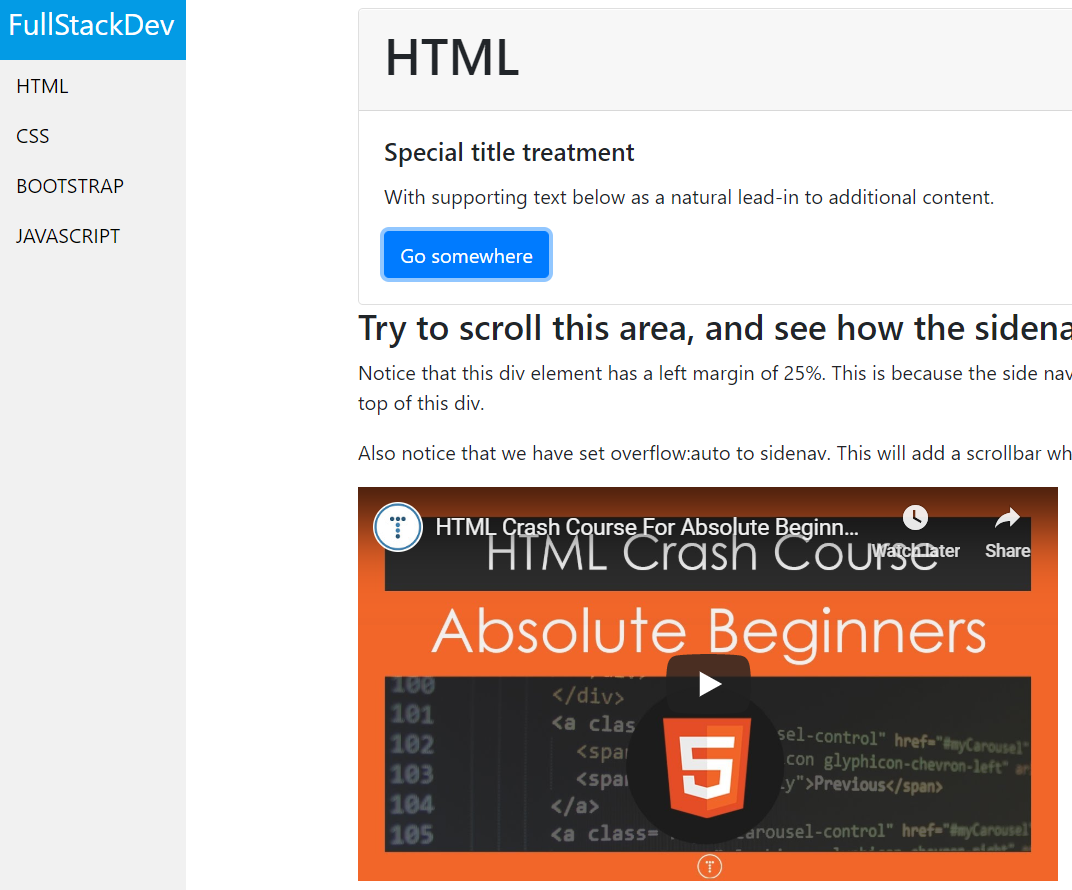 FullStackDev
HTML
CSS
BOOTSTRAP
JAVASCRIPT
HTML
Special title treatment
With supporting text below as a natural lead-in to additional content.
Go somewhere
Try to scroll this area, and see how the sidena
Notice that this div element has a left margin of 25%. This is because the side nav
top of this div.
Also notice that we have set overflow:auto to sidenav. This will add a scrollbar wh
HTML Crash Course For Absolute Beginn...
Watch later
Share
HTML Crash Course
Absolute Beginners
100
</div>
101
<a clas
sel-control" href="#myCarousel"
102
<spa
con glyphicon-chevron-left"
103
<spa
y">Previous</span>
104
</a>
105
<a class=
arousel-control" href="#myCarousel"